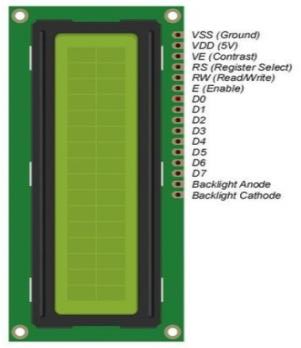 VSS (Ground)
VDD (5V)
VE (Contrast)
RS (Register Select)
RW (Read/Write)
E (Enable)
D0
D1
D2
D3
D4
D5
D6
D7
Backlight Anode
Backlight Cathode